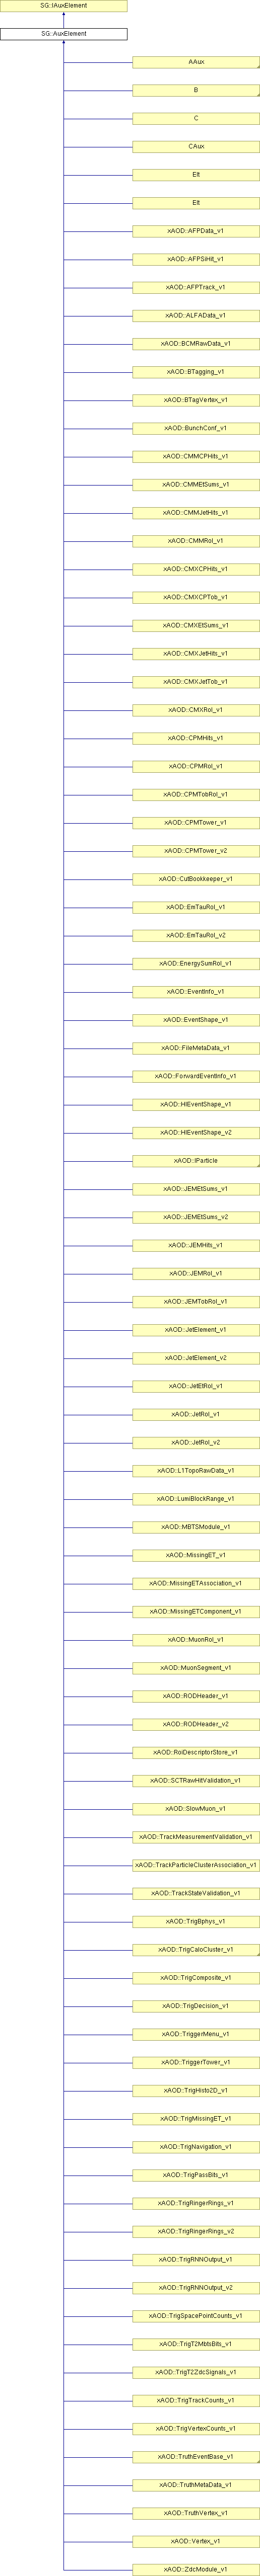 SG::IAuxElement
SG::AuxElement
AAux
B
C
CAux
Elt
Elt
xAOD::AFPData_v1
xAOD::AFPSiHit_v1
xAOD::AFPTrack_v1
xAOD::ALFAData_v1
xAOD::BCMRawData_v1
xAOD::BTagging_v1
xAOD::BTagVertex_v1
xAOD::BunchConf_v1
xAOD::CMMCPHits_v1
xAOD::CMMEtSums_v1
xAOD::CMMJetHits_v1
xAOD::CMMRoI_v1
xAOD::CMXCPHits_v1
xAOD::CMXCPTob_v1
xAOD::CMXEtSums_v1
xAOD::CMXJetHits_v1
xAOD::CMXJetTob_v1
xAOD::CMXRoI_v1
xAOD::CPMHits_v1
xAOD::CPMRoI_v1
xAOD::CPMTobRoI_v1
xAOD::CPMTower_v1
xAOD::CPMTower_v2
xAOD::CutBookkeeper_v1
xAOD::EmTauRoI_v1
xAOD::EmTauRoI_v2
xAOD::EnergySumRoI_v1
xAOD::EventInfo_v1
xAOD::EventShape_v1
xAOD::FileMetaData_v1
xAOD::ForwardEventInfo_v1
xAOD::HIEventShape_v1
xAOD::HIEventShape_v2
xAOD::IParticle
xAOD::JEMEtSums_v1
xAOD::JEMEtSums_v2
xAOD::JEMHits_v1
xAOD::JEMRoI_v1
xAOD::JEMTobRoI_v1
xAOD::JetElement_v1
xAOD::JetElement_v2
xAOD::JetEtRoI_v1
xAOD::JetRoI_v1
xAOD::JetRoI_v2
xAOD::L1TopoRawData_v1
xAOD::LumiBlockRange_v1
xAOD::MBTSModule_v1
xAOD::MissingET_v1
xAOD::MissingETAssociation_v1
xAOD::MissingETComponent_v1
xAOD::MuonRoI_v1
xAOD::MuonSegment_v1
xAOD::RODHeader_v1
xAOD::RODHeader_v2
xAOD::RoiDescriptorStore_v1
xAOD::SCTRawHitValidation_v1
xAOD::SlowMuon_v1
xAOD::TrackMeasurementValidation_v1
xAOD::TrackParticleClusterAssociation_v1
xAOD::TrackStateValidation_v1
xAOD::TrigBphys_v1
xAOD::TrigCaloCluster_v1
xAOD::TrigComposite_v1
xAOD::TrigDecision_v1
xAOD::TriggerMenu_v1
xAOD::TriggerTower_v1
xAOD::TrigHisto2D_v1
xAOD::TrigMissingET_v1
xAOD::TrigNavigation_v1
xAOD::TrigPassBits_v1
xAOD::TrigRingerRings_v1
xAOD::TrigRingerRings_v2
xAOD::TrigRNNOutput_v1
xAOD::TrigRNNOutput_v2
xAOD::TrigSpacePointCounts_v1
xAOD::TrigT2MbtsBits_v1
xAOD::TrigT2ZdcSignals_v1
xAOD::TrigTrackCounts_v1
xAOD::TrigVertexCounts_v1
xAOD::TruthEventBase_v1
xAOD::TruthMetaData_v1
xAOD::TruthVertex_v1
xAOD::Vertex_v1
xAOD::ZdcModule_v1